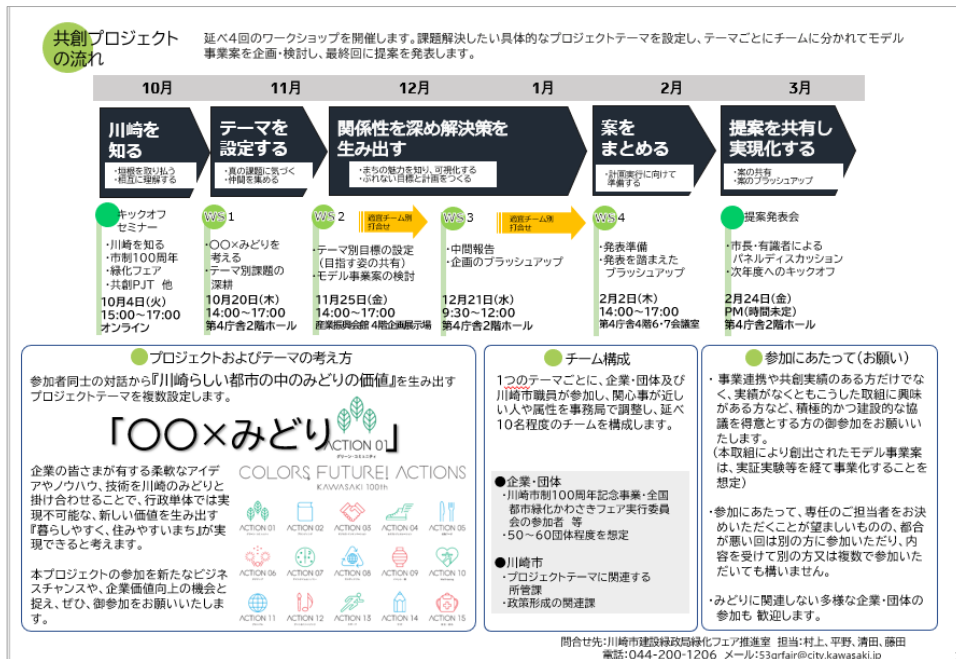 共創プロジェクト
の流れ
延べ4回のワークショップを開催します。課題解決したい具体的なプロジェクトテーマを設定し、テーマごとにチームに分かれてモデル
事業案を企画・検討し、最終回に提案を発表します。
10月
11月
12月
1月
2月
3月
川崎を
知る
・垣根を取り払う
・相互に理解する
テーマを
設定する
・真の課題に気づく
・仲間を集める
関係性を深め解決策を
生み出す
・まちの魅力を知り、可視化する
・ぶれない目標と計画をつくる
案を
まとめる
・計画実行に向けて
準備する
提案を共有し
実現化する
・案の共有
・案のブラッシュアップ
キックオフ
セミナー
・川崎を知る
・市制100周年
・緑化フェア
・共創PJT 他
10月4日(火)
15:00~17:00
オンライン
WS 1
・〇〇×みどりを
考える
・テーマ別課題の
深耕
10月20日(木)
14:00~17:00
第4庁舎2階ホール
WS 2
適宜チーム別
打合せ
・テーマ別目標の設定
(目指す姿の共有)
・モデル事業案の検討
11月25日(金)
14:00~17:00
産業振興会館 4階企画展示場
WS 3
適宜チーム別
打合せ
・中間報告
・企画のブラッシュアップ
12月21日(水)
9:30~12:00
第4庁舎2階ホール
WS 4
・発表準備
・発表を踏まえた
ブラッシュアップ
2月2日(木)
14:00~17:00
第4庁舎4階6・7会議室
提案発表会
・市長・有識者による
パネルディスカッション
・次年度へのキックオフ
2月24日(金)
PM(時間未定)
第4庁舎2階ホール
プロジェクトおよびテーマの考え方
参加者同士の対話から『川崎らしい都市の中のみどりの価値』を生み出す
プロジェクトテーマを複数設定します。
「〇〇×みどり」
ACTION 01
グリーン・コミュニティ
COLORS, FUTURE! ACTIONS
KAWASAKI 100th
企業の皆さまが有する柔軟なアイデ
アやノウハウ、技術を川崎のみどりと
掛け合わせることで、行政単体では実
現不可能な、新しい価値を生み出す
『暮らしやすく、住みやすいまち』が実
現できると考えます。
本プロジェクトの参加を新たなビジネ
スチャンスや、企業価値向上の機会と
捉え、ぜひ、御参加をお願いいたしま
す。
ACTION 01
ACTION 02
ACTION 03
ACTION 04
ACTION 05
ACTION 06
ACTION 07
ACTION 08
ACTION 09
ACTION 10
ACTION 11
ACTION 12
ACTION 13
ACTION 14
ACTION 15
チーム構成
1つのテーマごとに、企業・団体及び
川崎市職員が参加し、関心事が近し
い人や属性を事務局で調整し、延べ
10名程度のチームを構成します。
●企業・団体
・川崎市制100周年記念事業・全国
都市緑化かわさきフェア実行委員
会の参加者 等
・50~60団体程度を想定
●川崎市
・プロジェクトテーマに関連する
所管課
・政策形成の関連課
参加にあたって(お願い)
・事業連携や共創実績のある方だけでな
く、実績がなくともこうした取組に興味
がある方など、積極的かつ建設的な協
議を得意とする方の御参加をお願いい
たします。
(本取組により創出されたモデル事業案
は、実証実験等を経て事業化することを
想定)
・参加にあたって、専任のご担当者をお決
めいただくことが望ましいものの、都合
が悪い回は別の方に参加いただいたり、内
容を受けて別の方又は複数で参加いた
だいても構いません。
・みどりに関連しない多様な企業・団体の
参加も 歓迎します。
問合せ先:川崎市建設緑政局緑化フェア推進室 担当:村上、平野、清田、藤田
電話:044-200-1206 メール:53grfair@city.kawasaki.jp